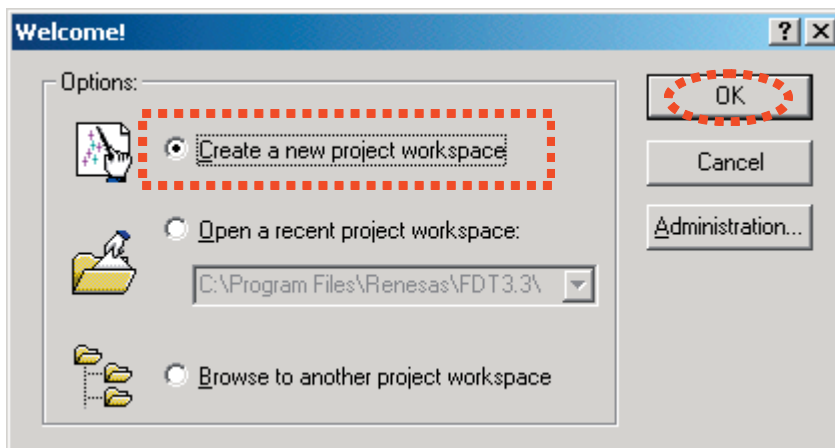 Welcome!
Options:
Create a new project workspace
Open a recent project workspace:
C:\Program Files\Renesas\FDT3.3\
Browse to another project workspace
OK
Cancel
Administration...